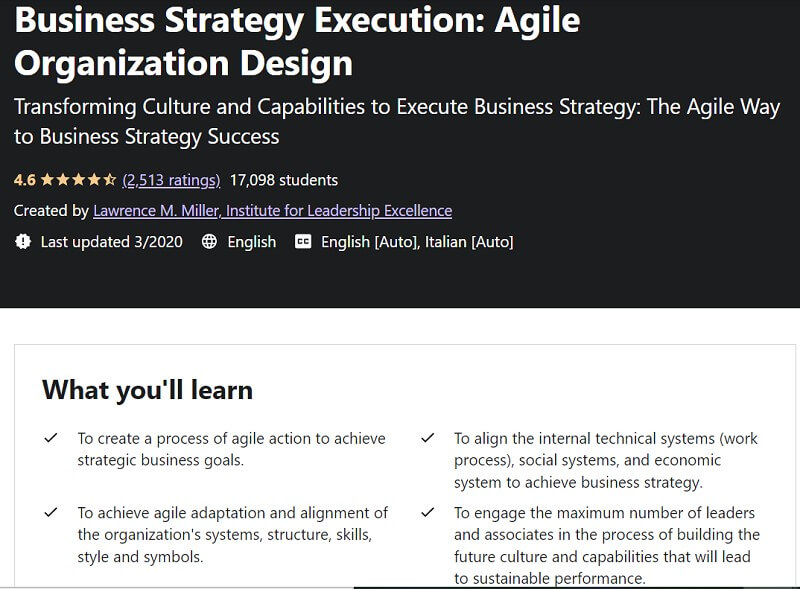 Business Strategy Execution: Agile
Organization Design
Transforming Culture and Capabilities to Execute Business Strategy: The Agile Way
to Business Strategy Success
4.6 (2,513 ratings) 17,098 students
Created by Lawrence M. Miller, Institute for Leadership Excellence
Last updated 3/2020 English CC English [Auto], Italian [Auto]
What you'll learn
To create a process of agile action to achieve
strategic business goals.
To align the internal technical systems (work
process), social systems, and economic
system to achieve business strategy.
To achieve agile adaptation and alignment of
the organization's systems, structure, skills,
style and symbols.
To engage the maximum number of leaders
and associates in the process of building the
future culture and capabilities that will lead
to sustainable performance.